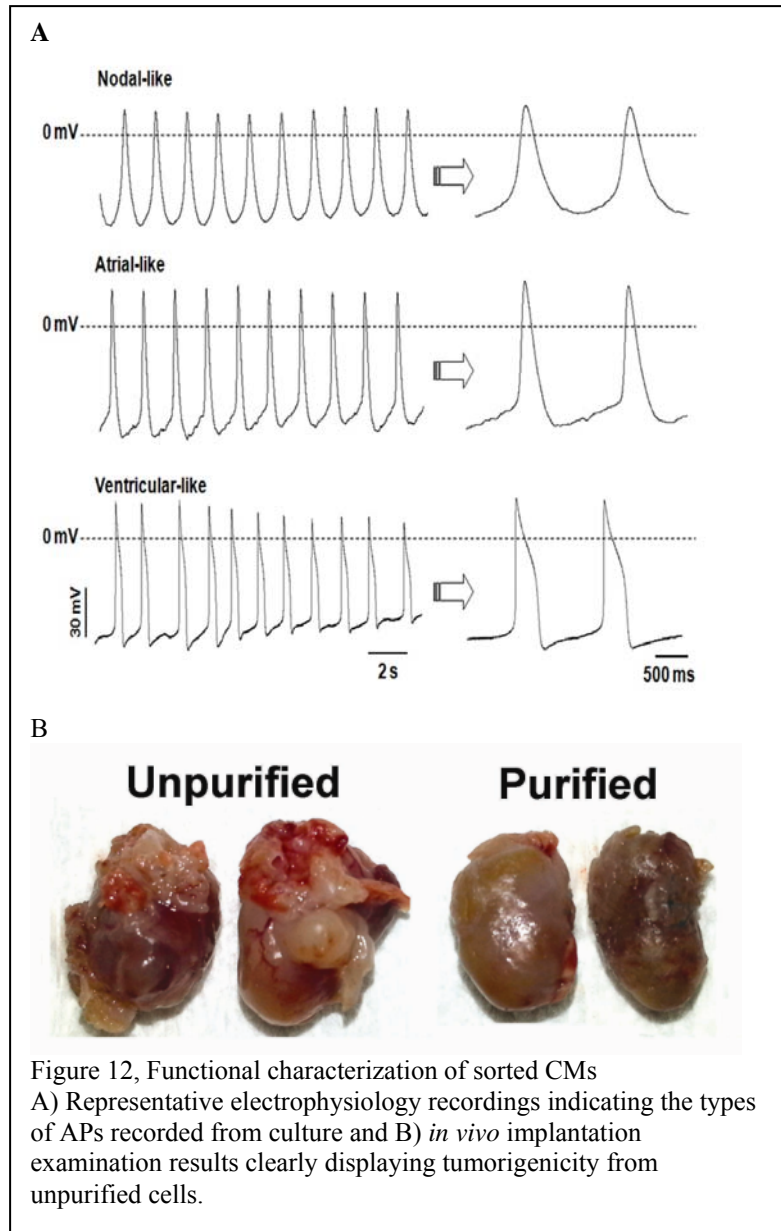 A
Nodal-like
0 mV
Atrial-like
0 mV
Ventricular-like
0 mV
30 mV
2 s
500 ms
B
Unpurified Purified
Figure 12, Functional characterization of sorted CMs
A) Representative electrophysiology recordings indicating the types
of APs recorded from culture and B) in vivo implantation
examination results clearly displaying tumorigenicity from
unpurified cells.